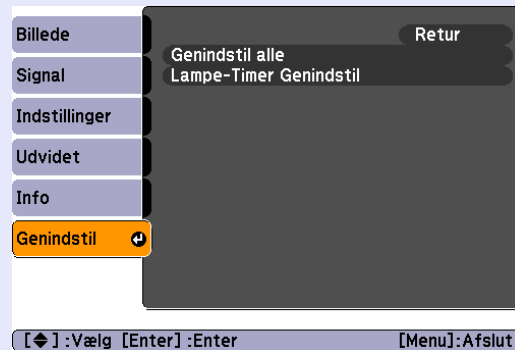 Billede
Signal
Indstillinger
Udvidet
Info
Genindstil
Retur
Genindstil alle
Lampe-Timer Genindstil
[◆] :Vælg [Enter] :Enter [Menu]:Afslut